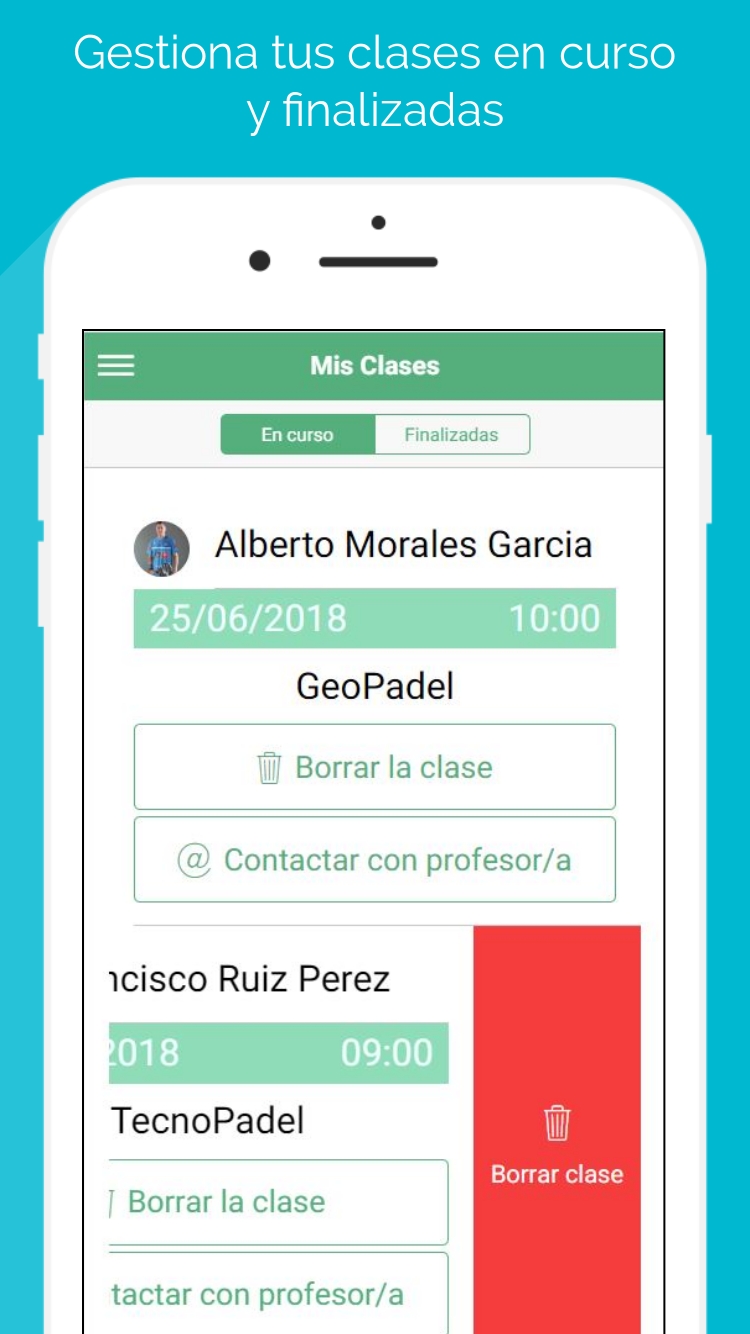 Gestiona tus clases en curso
y finalizadas
Mis Clases
En curso
Finalizadas
Alberto Morales Garcia
25/06/2018 10:00
GeoPadel
Borrar la clase
@ Contactar con profesor/a
ncisco Ruiz Perez
2018 09:00
TecnoPadel
Borrar clase
Borrar la clase
tactar con profesor/a